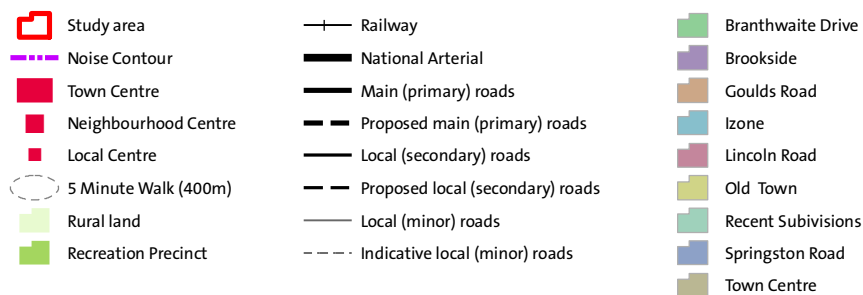 Study area
Noise Contour
Town Centre
Neighbourhood Centre
Local Centre
5 Minute Walk (400m)
Rural land
Recreation Precinct
Railway
National Arterial
Main (primary) roads
Proposed main (primary) roads
Local (secondary) roads
Proposed local (secondary) roads
Local (minor) roads
Indicative local (minor) roads
Branthwaite Drive
Brookside
Goulds Road
Izone
Lincoln Road
Old Town
Recent Subivisions
Springston Road
Town Centre